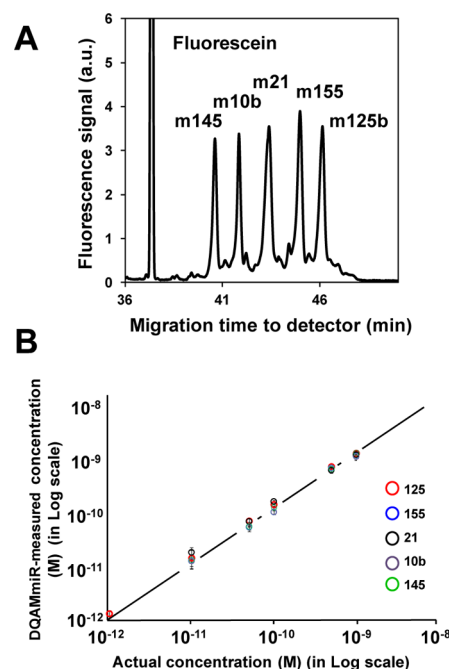 A
Fluorescein
m145
m10b
m21
m155
m125b
6
5
4
3
2
1
0
Fluorescence signal (a.u.)
36
41
46
Migration time to detector (min)
B
DQAMmiR-measured concentration
(M) (in Log scale)
10-8
10-9
10-10
10-11
10-12
125
155
21
10b
145
10-12
10-11
10-10
10-9
10-8
Actual concentration (M) (in Log scale)